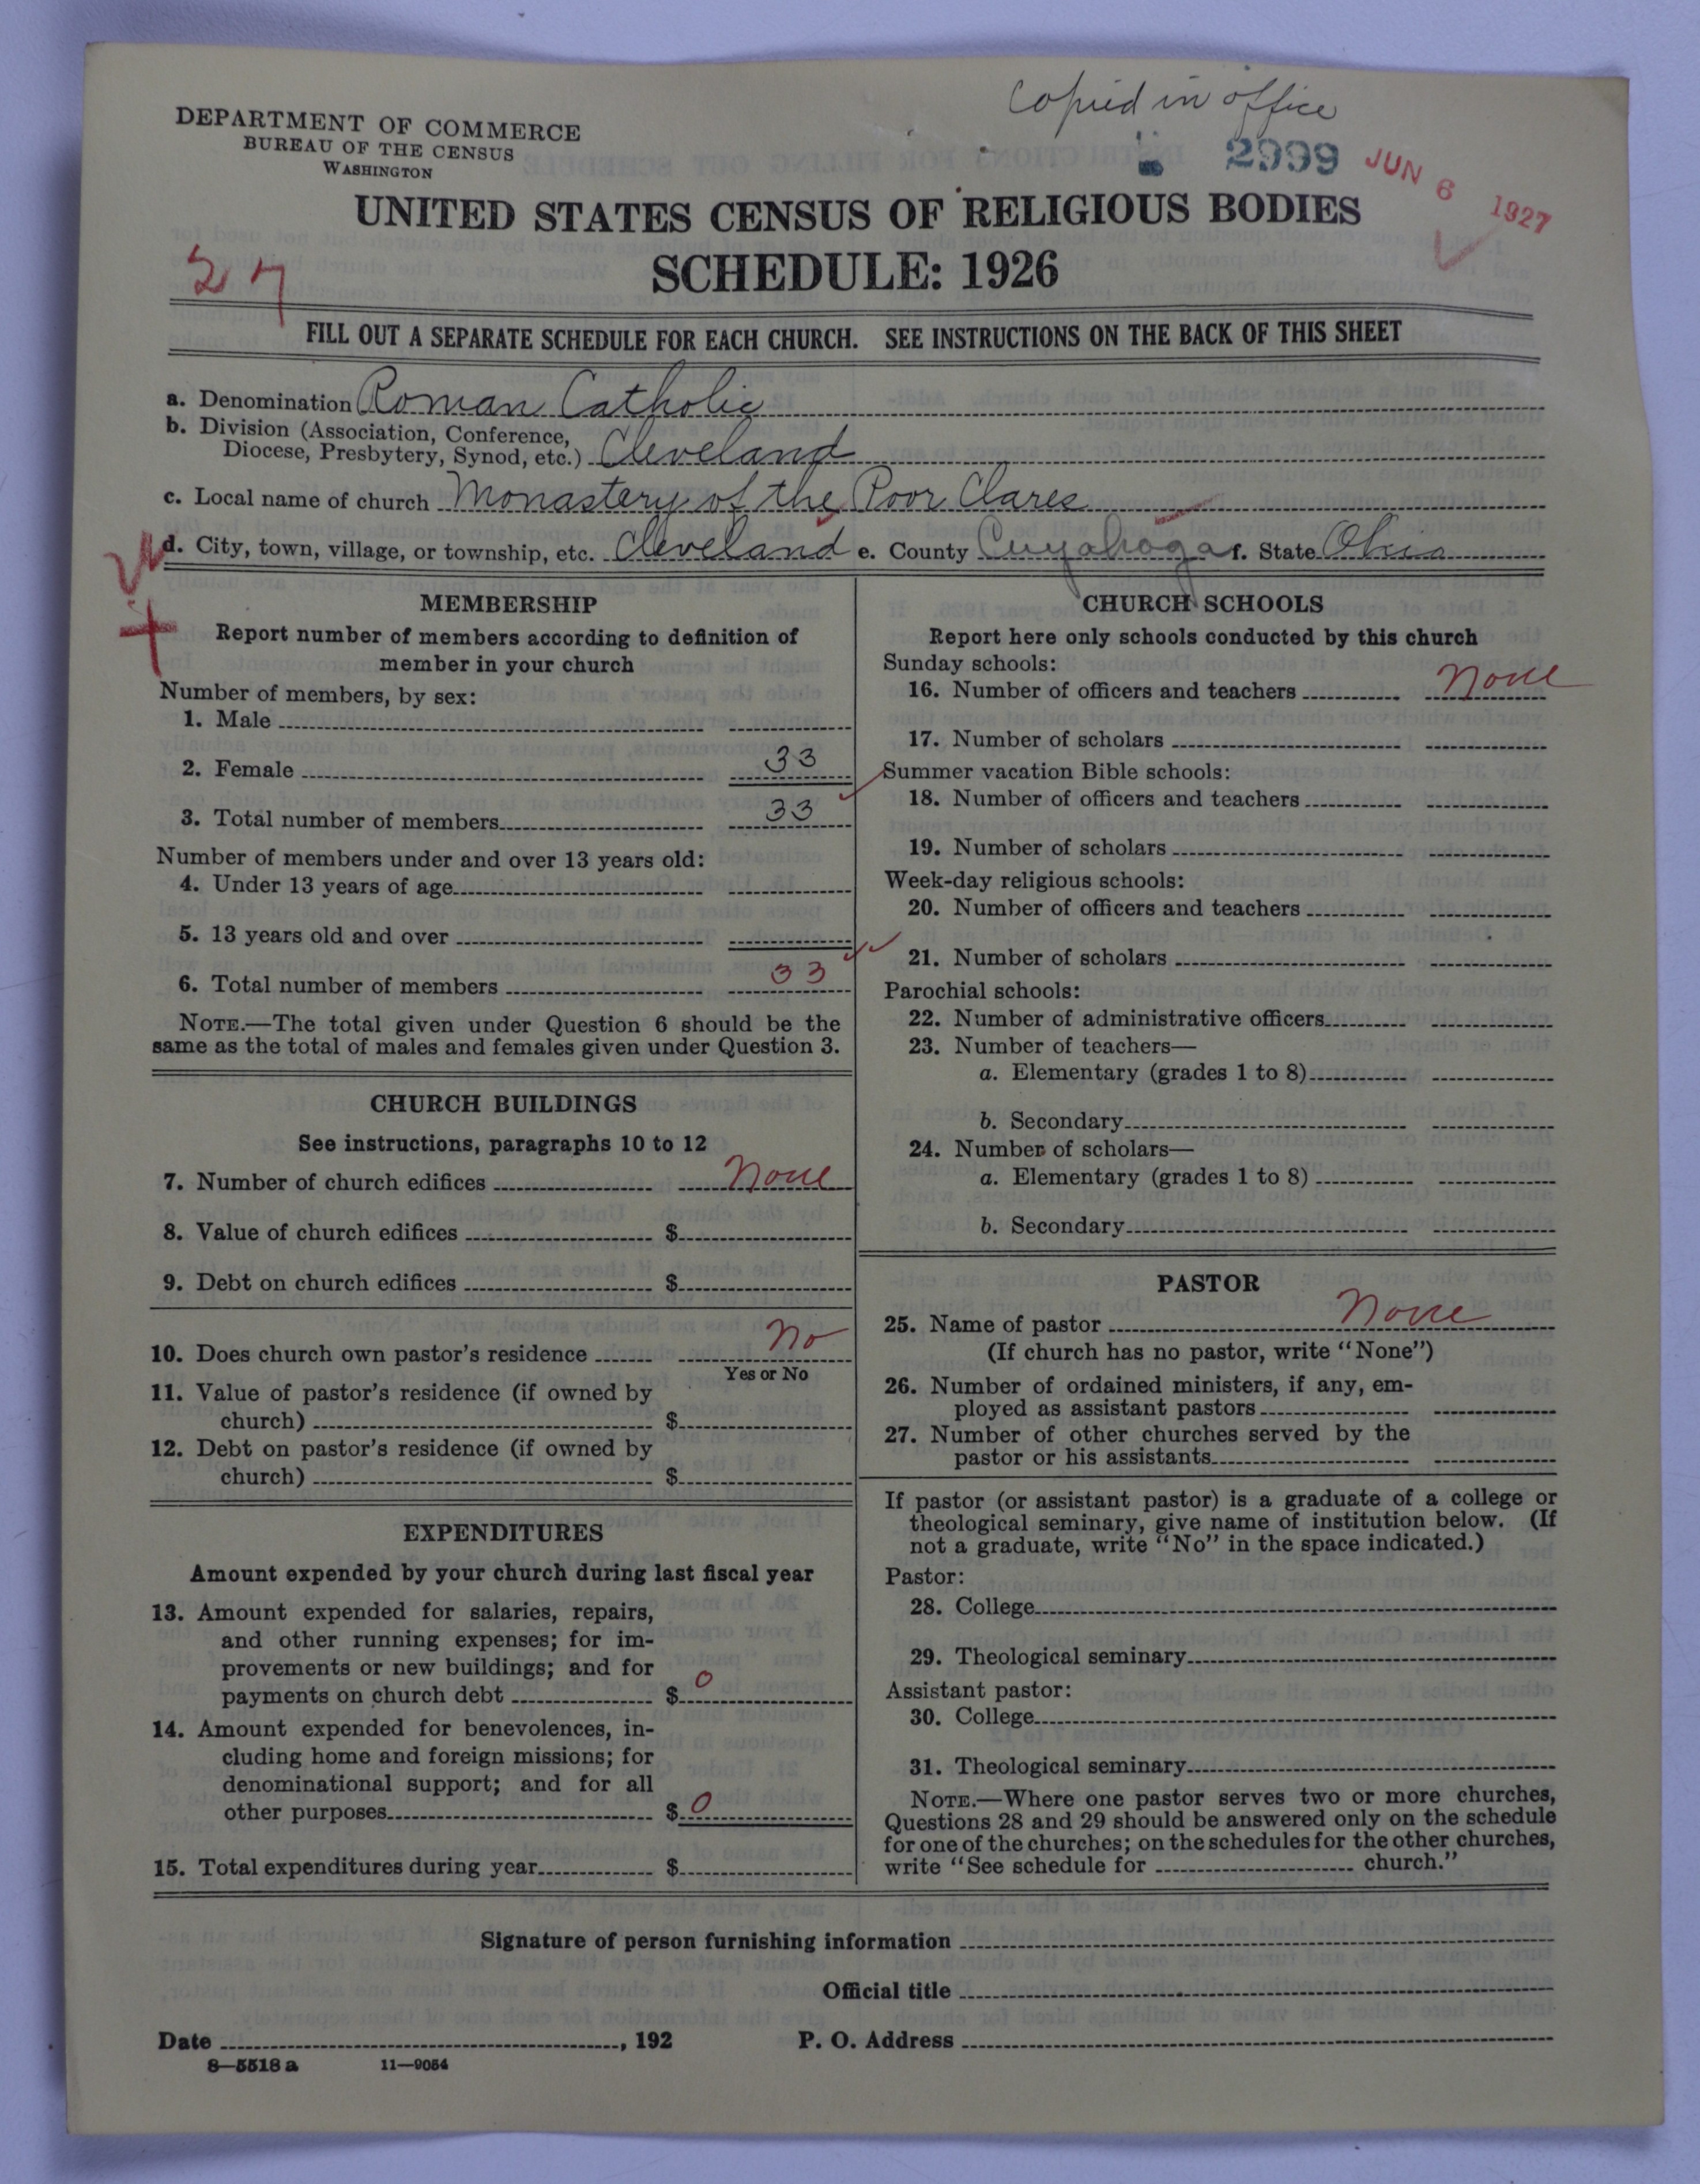 Copied in office
DEPARTMENT OF COMMERCE
BUREAU OF THE CENSUS
WASHINGTON
2999
JUN 6 1927
UNITED STATES CENSUS OF RELIGIOUS BODIES
SCHEDULE: 1926
FILL OUT A SEPARATE SCHEDULE FOR EACH CHURCH. SEE INSTRUCTIONS ON THE BACK OF THIS SHEET
a. Denomination Roman Catholic
b. Division (Association, Conference,
Diocese, Presbytery, Synod, etc.) Cleveland
c. Local name of church Monastery of the Poor Clares
d. City, town, village, or township, etc. Cleveland e. County Cuyahoga f. State Ohio
MEMBERSHIP
Report number of members according to definition of
member in your church
Number of members, by sex:
1. Male
2. Female 33
3. Total number of members 33
Number of members under and over 13 years old:
4. Under 13 years of age
5. 13 years old and over
6. Total number of members 33
NOTE.—The total given under Question 6 should be the
same as the total of males and females given under Question 3.
CHURCH BUILDINGS
See instructions, paragraphs 10 to 12
7. Number of church edifices None
8. Value of church edifices $
9. Debt on church edifices $
10. Does church own pastor's residence No
Yes or No
11. Value of pastor's residence (if owned by
church) $
12. Debt on pastor's residence (if owned by
church) $
EXPENDITURES
Amount expended by your church during last fiscal year
13. Amount expended for salaries, repairs,
and other running expenses; for im-
provements or new buildings; and for
payments on church debt $ 0
14. Amount expended for benevolences, in-
cluding home and foreign missions; for
denominational support; and for all
other purposes $ 0
15. Total expenditures during year $
CHURCH SCHOOLS
Report here only schools conducted by this church
Sunday schools:
16. Number of officers and teachers None
17. Number of scholars
Summer vacation Bible schools:
18. Number of officers and teachers
19. Number of scholars
Week-day religious schools:
20. Number of officers and teachers
21. Number of scholars
Parochial schools:
22. Number of administrative officers
23. Number of teachers—
a. Elementary (grades 1 to 8)
b. Secondary
24. Number of scholars—
a. Elementary (grades 1 to 8)
b. Secondary
PASTOR
25. Name of pastor None
(If church has no pastor, write "None")
26. Number of ordained ministers, if any, em-
ployed as assistant pastors
27. Number of other churches served by the
pastor or his assistants
If pastor (or assistant pastor) is a graduate of a college or
theological seminary, give name of institution below. (If
not a graduate, write "No" in the space indicated.)
Pastor:
28. College
29. Theological seminary
Assistant pastor:
30. College
31. Theological seminary
NOTE.—Where one pastor serves two or more churches,
Questions 28 and 29 should be answered only on the schedule
for one of the churches; on the schedules for the other churches,
write "See schedule for church."
Signature of person furnishing information
Official title
Date , 192 P. O. Address
8—5518 a 11—9054